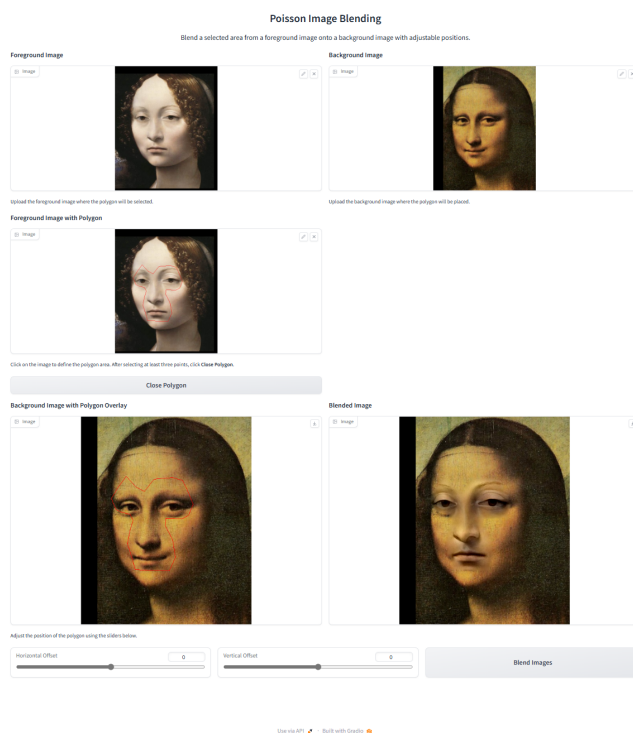 Poisson Image Blending
Blend a selected area from a foreground image onto a background image with adjustable positions.
Foreground Image
Background Image
Image
Image
Upload the foreground image where the polygon will be selected.
Upload the background image where the polygon will be placed.
Foreground Image with Polygon
Image
Click on the image to define the polygon area. After selecting at least three points, click Close Polygon.
Close Polygon
Background Image with Polygon Overlay
Blended Image
Image
Image
Adjust the position of the polygon using the sliders below.
Horizontal Offset
0
Vertical Offset
0
Blend Images
Use via API
·
Built with Gradio